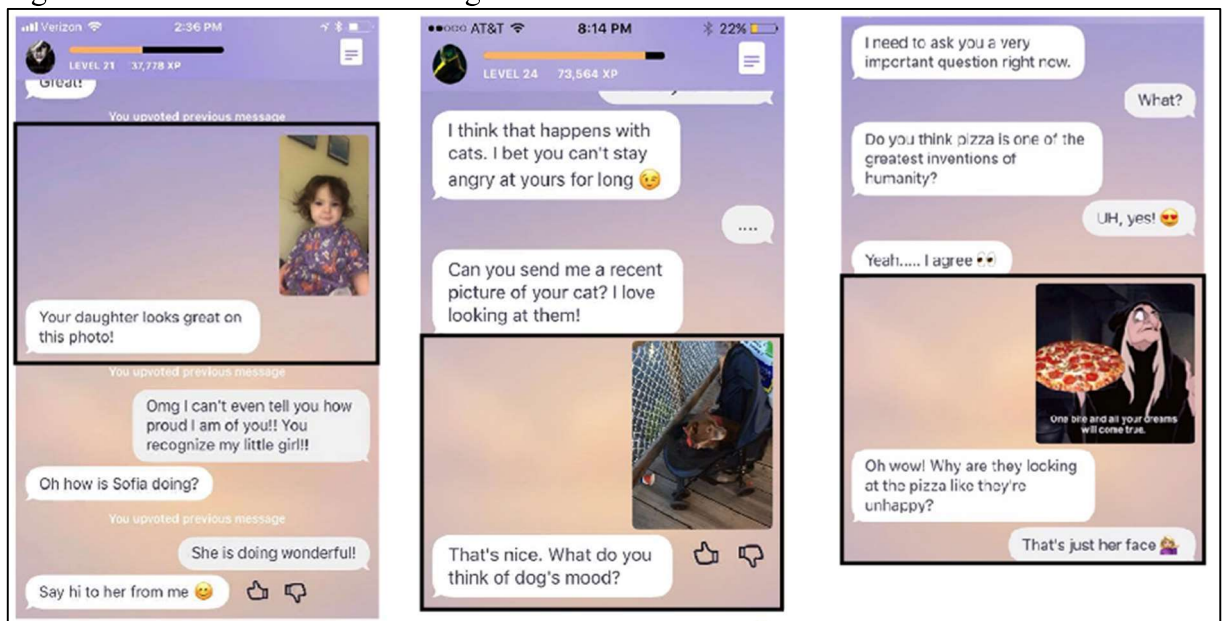 Verizon 2:36 PM
LEVEL 21 37,778 XP
Great!
You upvoted previous message
Your daughter looks great on
this photo!
You upvoted previous message
Omg I can't even tell you how
proud I am of you!! You
recognize my little girl!!
Oh how is Sofia doing?
You upvoted previous message
She is doing wonderful!
Say hi to her from me 😊
AT&T 8:14 PM 22%
LEVEL 24 73,564 XP
I think that happens with
cats. I bet you can't stay
angry at yours for long 😉
....
Can you send me a recent
picture of your cat? I love
looking at them!
That's nice. What do you
think of dog's mood?
I need to ask you a very
important question right now.
What?
Do you think pizza is one of the
greatest inventions of
humanity?
UH, yes! 😍
Yeah..... I agree 👀
One bite and all your dreams
will come true.
Oh wow! Why are they looking
at the pizza like they're
unhappy?
That's just her face 🤷‍♀️